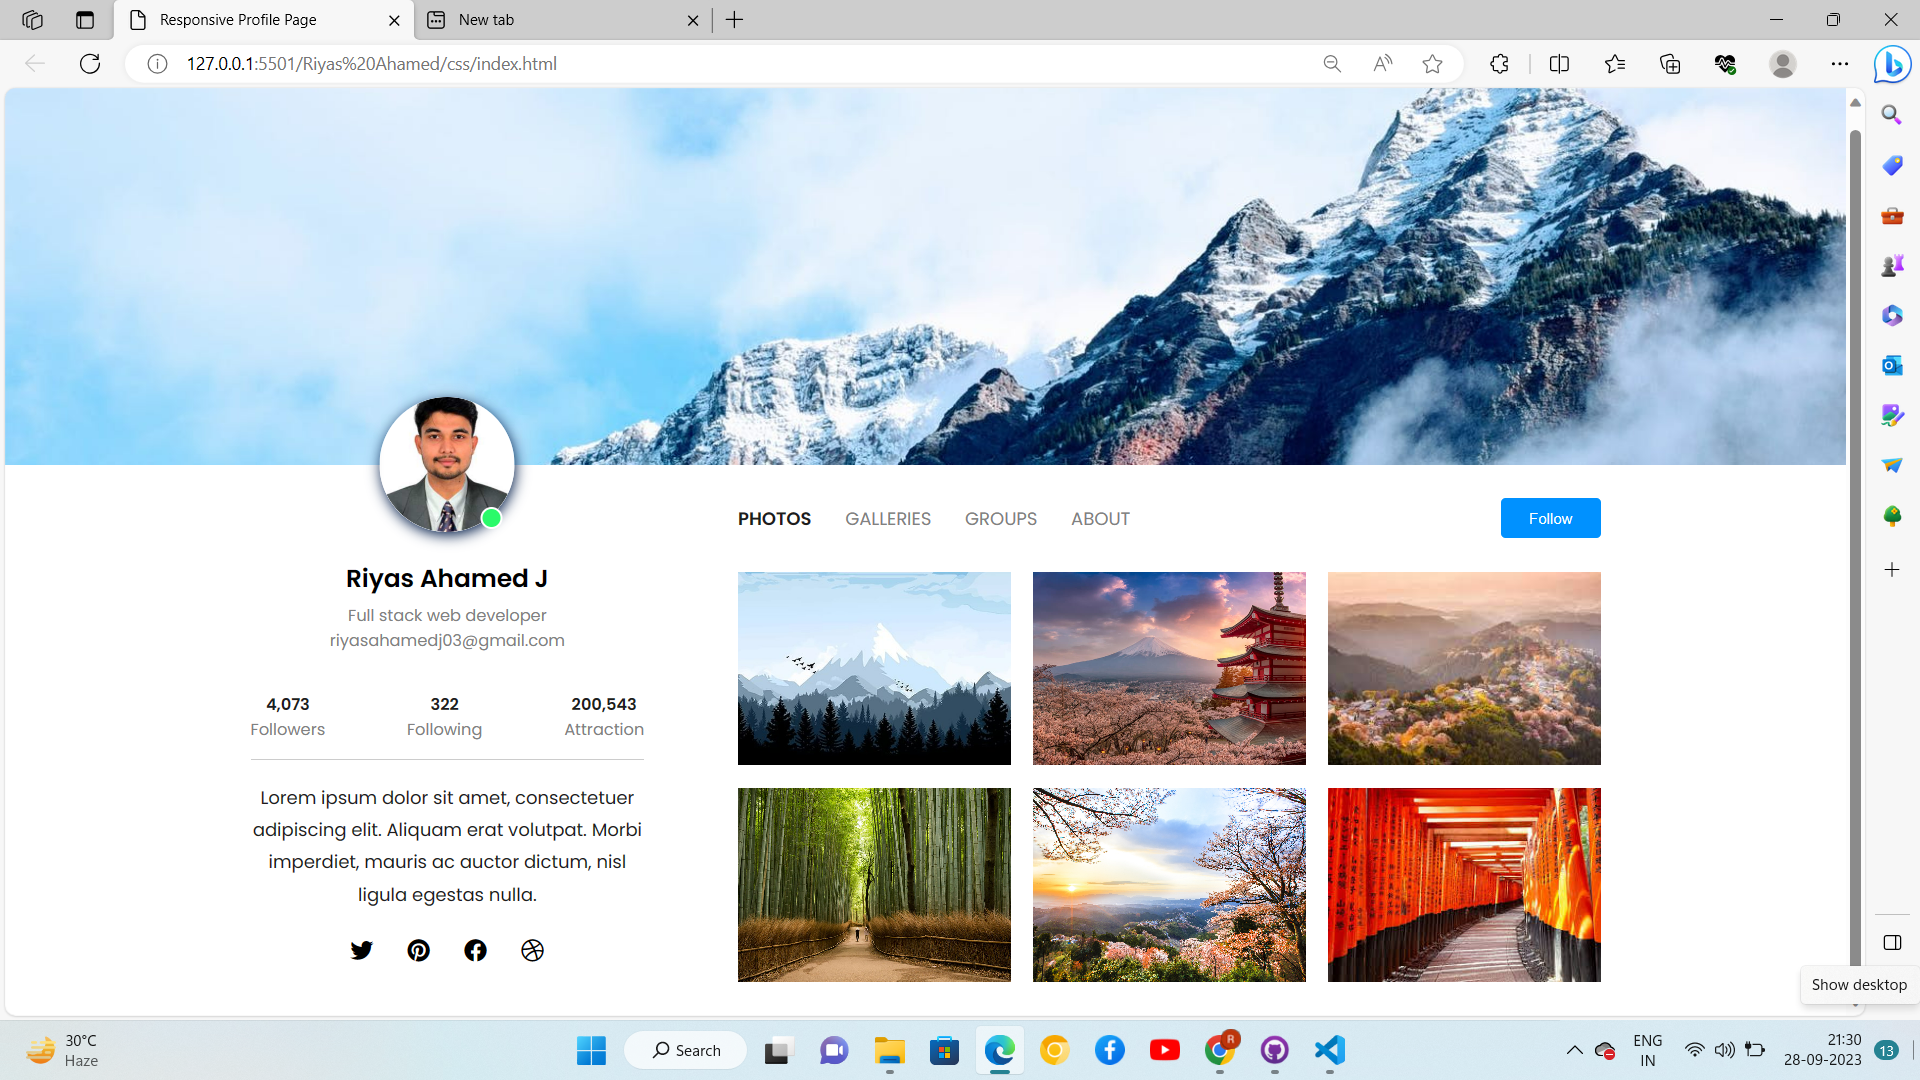 Responsive Profile Page
New tab
127.0.0.1:5501/Riyas%20Ahamed/css/index.html
PHOTOS GALLERIES GROUPS ABOUT
Follow
Riyas Ahamed J
Full stack web developer
riyasahamedj03@gmail.com
4,073 322 200,543
Followers Following Attraction
Lorem ipsum dolor sit amet, consectetuer
adipiscing elit. Aliquam erat volutpat. Morbi
imperdiet, mauris ac auctor dictum, nisl
ligula egestas nulla.
Show desktop
30°C
Haze
Search
R
ENG
IN
21:30
28-09-2023
13